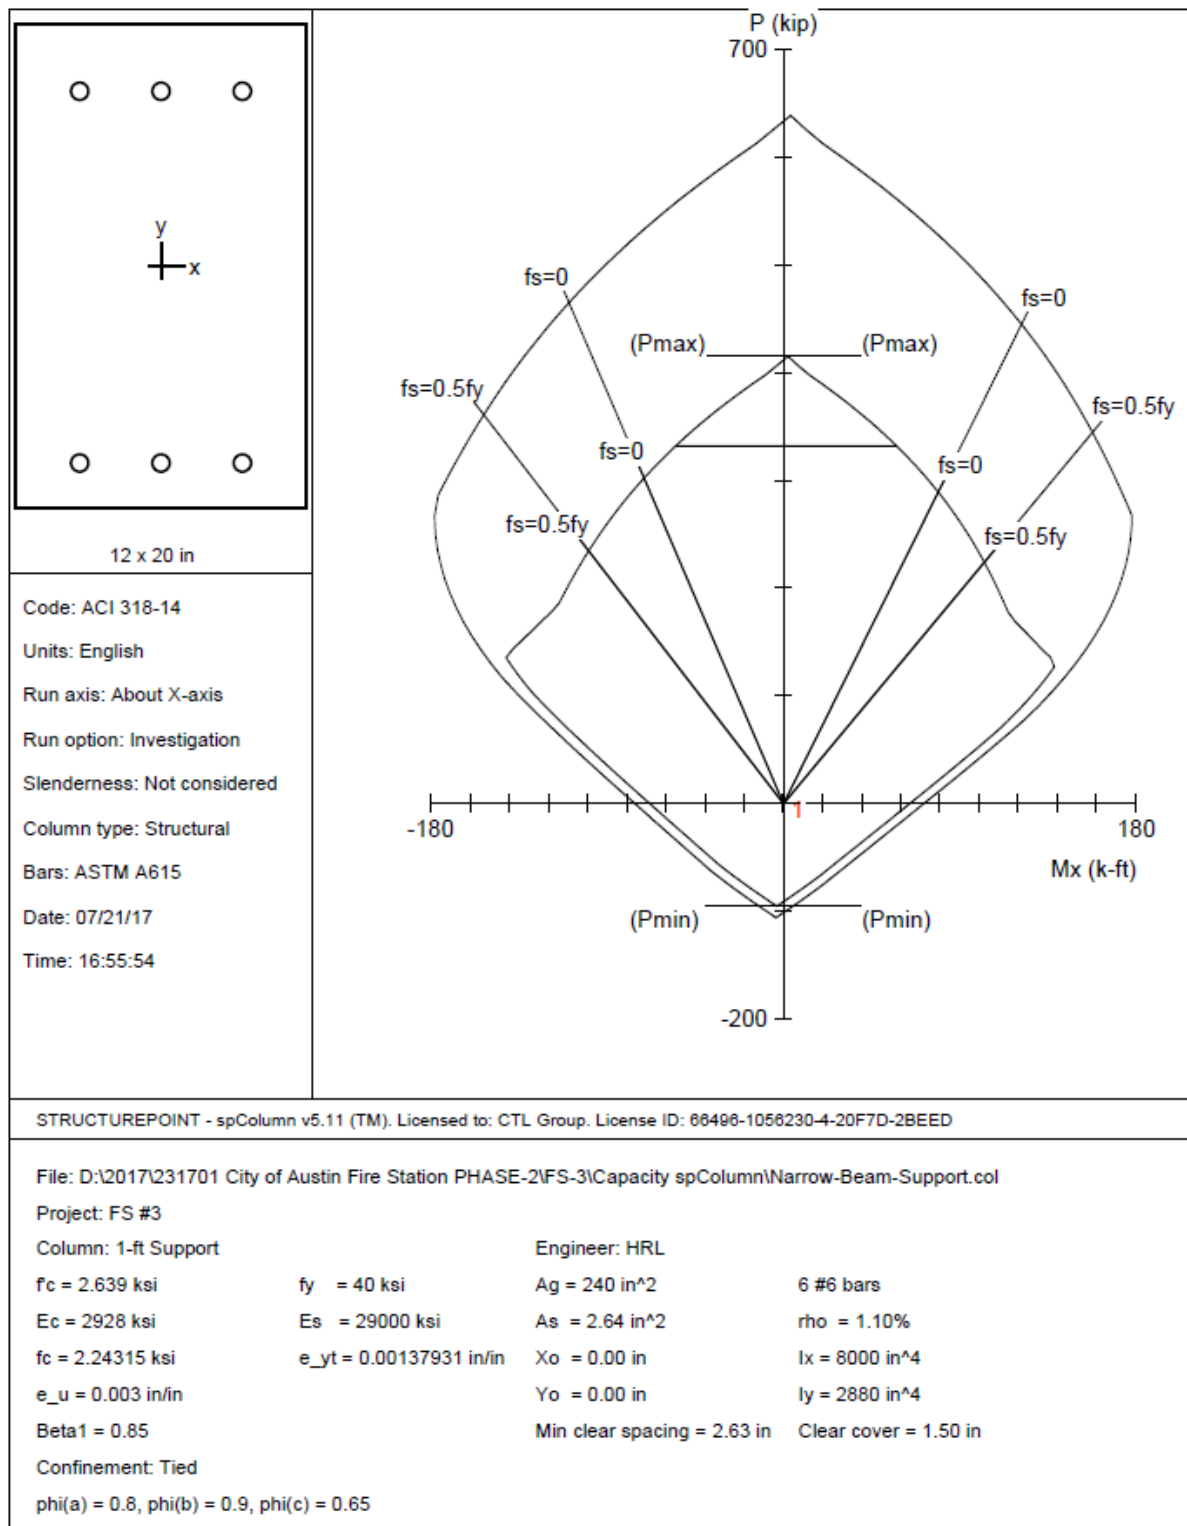 P (kip)
700
y
x
fs=0
fs=0
(Pmax)
(Pmax)
fs=0.5fy
fs=0.5fy
fs=0
fs=0
fs=0.5fy
fs=0.5fy
12 x 20 in
Code: ACI 318-14
Units: English
Run axis: About X-axis
Run option: Investigation
Slenderness: Not considered
Column type: Structural
Bars: ASTM A615
Date: 07/21/17
Time: 16:55:54
1
-180
180
Mx (k-ft)
(Pmin)
(Pmin)
-200
STRUCTUREPOINT - spColumn v5.11 (TM). Licensed to: CTL Group. License ID: 66496-1056230-4-20F7D-2BEED
File: D:\2017\231701 City of Austin Fire Station PHASE-2\FS-3\Capacity spColumn\Narrow-Beam-Support.col
Project: FS #3
Column: 1-ft Support Engineer: HRL
f'c = 2.639 ksi fy = 40 ksi Ag = 240 in^2 6 #6 bars
Ec = 2928 ksi Es = 29000 ksi As = 2.64 in^2 rho = 1.10%
fc = 2.24315 ksi e_yt = 0.00137931 in/in Xo = 0.00 in Ix = 8000 in^4
e_u = 0.003 in/in Yo = 0.00 in Iy = 2880 in^4
Beta1 = 0.85 Min clear spacing = 2.63 in Clear cover = 1.50 in
Confinement: Tied
phi(a) = 0.8, phi(b) = 0.9, phi(c) = 0.65